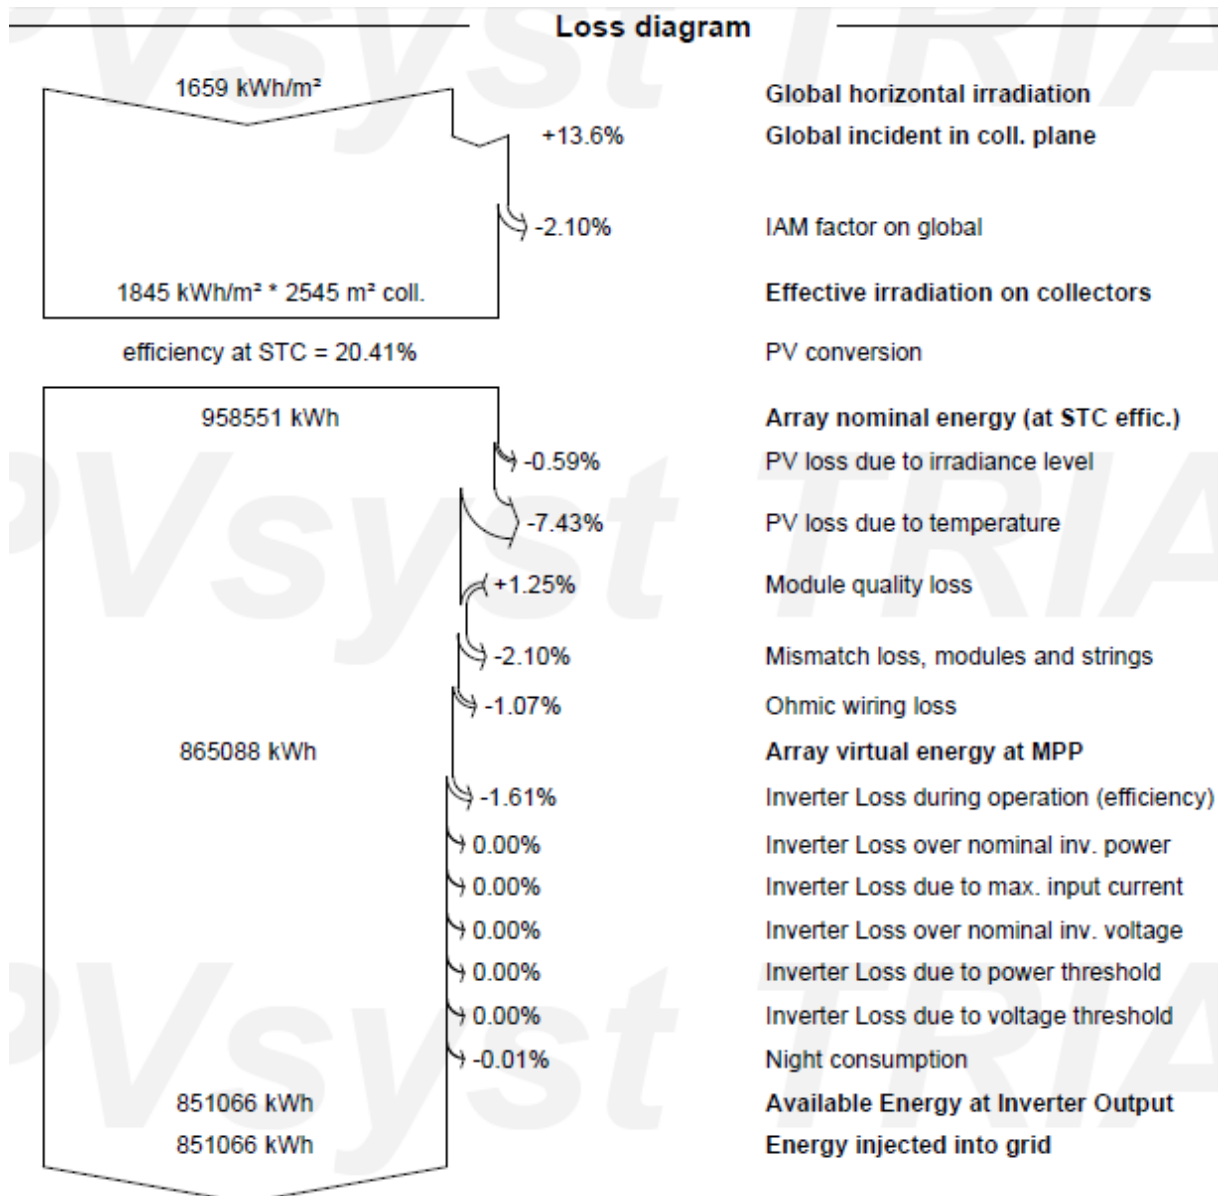 Loss diagram
1659 kWh/m² Global horizontal irradiation
+13.6% Global incident in coll. plane
-2.10% IAM factor on global
1845 kWh/m² * 2545 m² coll. Effective irradiation on collectors
efficiency at STC = 20.41% PV conversion
958551 kWh Array nominal energy (at STC effic.)
-0.59% PV loss due to irradiance level
-7.43% PV loss due to temperature
+1.25% Module quality loss
-2.10% Mismatch loss, modules and strings
-1.07% Ohmic wiring loss
865088 kWh Array virtual energy at MPP
-1.61% Inverter Loss during operation (efficiency)
0.00% Inverter Loss over nominal inv. power
0.00% Inverter Loss due to max. input current
0.00% Inverter Loss over nominal inv. voltage
0.00% Inverter Loss due to power threshold
0.00% Inverter Loss due to voltage threshold
-0.01% Night consumption
851066 kWh Available Energy at Inverter Output
851066 kWh Energy injected into grid
PVsyst TRIA
PVsyst TRIA
PVsyst TRIA